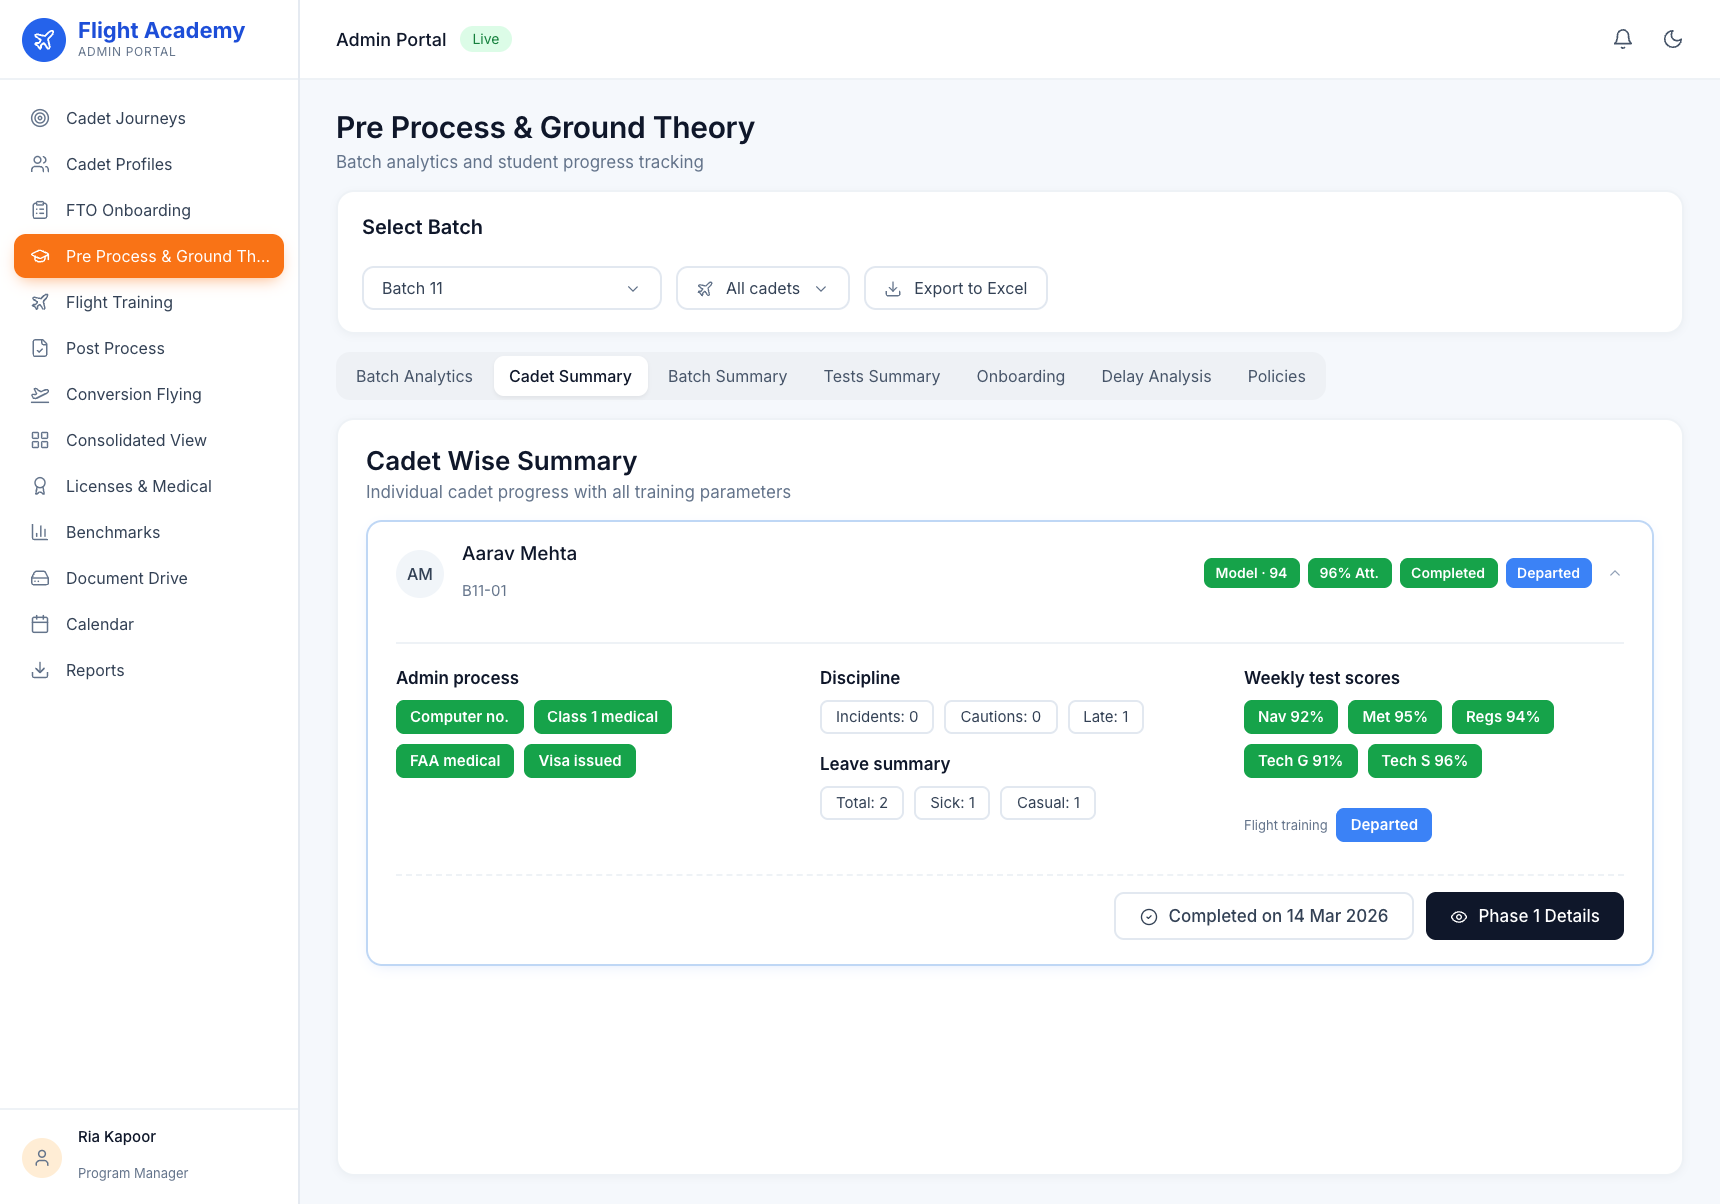 Flight Academy
ADMIN PORTAL
Admin Portal
Live
Cadet Journeys
Cadet Profiles
FTO Onboarding
Pre Process & Ground Th...
Flight Training
Post Process
Conversion Flying
Consolidated View
Licenses & Medical
Benchmarks
Document Drive
Calendar
Reports
Ria Kapoor
Program Manager
Pre Process & Ground Theory
Batch analytics and student progress tracking
Select Batch
Batch 11
All cadets
Export to Excel
Batch Analytics
Cadet Summary
Batch Summary
Tests Summary
Onboarding
Delay Analysis
Policies
Cadet Wise Summary
Individual cadet progress with all training parameters
AM
Aarav Mehta
B11-01
Model · 94
96% Att.
Completed
Departed
Admin process
Computer no.
Class 1 medical
FAA medical
Visa issued
Discipline
Incidents: 0
Cautions: 0
Late: 1
Leave summary
Total: 2
Sick: 1
Casual: 1
Weekly test scores
Nav 92%
Met 95%
Regs 94%
Tech G 91%
Tech S 96%
Flight training
Departed
Completed on 14 Mar 2026
Phase 1 Details